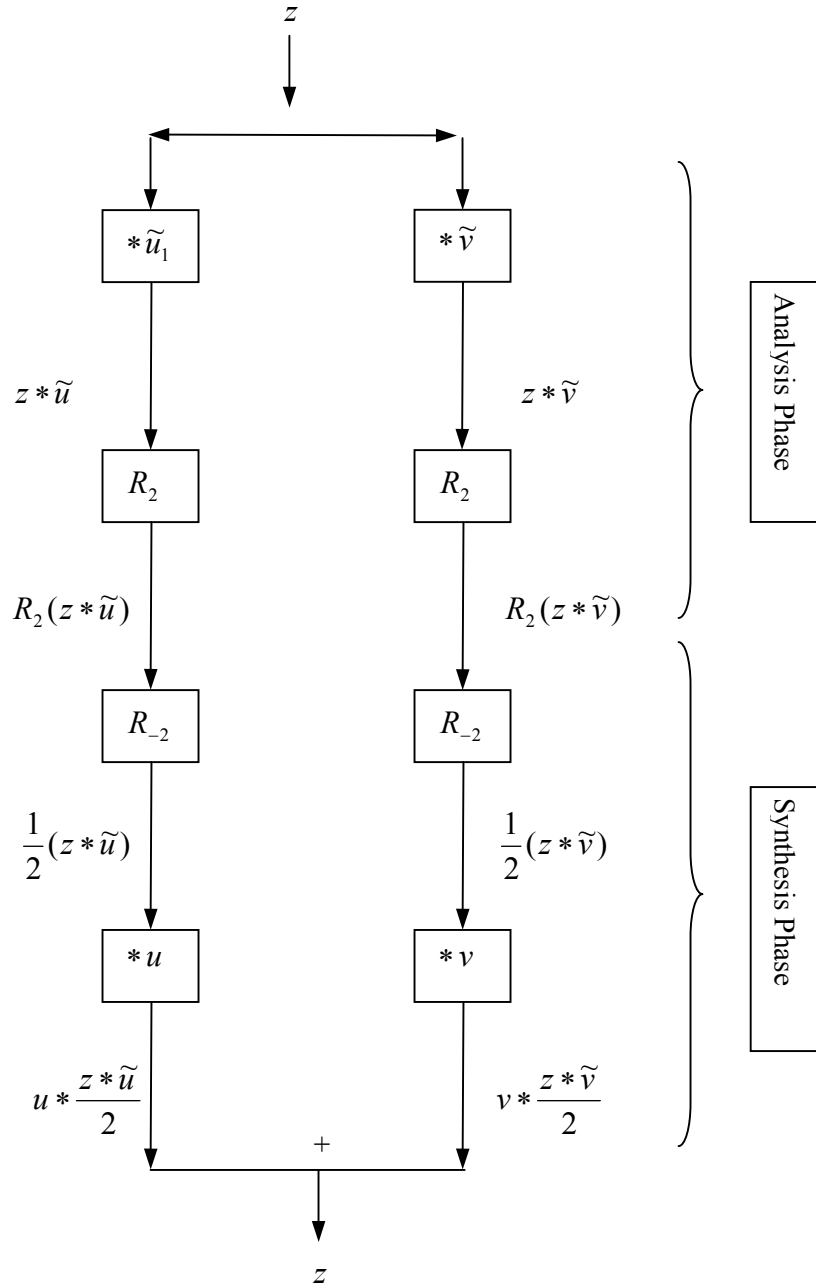 z
* ũ₁
* ṽ
z * ũ
z * ṽ
Analysis Phase
R₂
R₂
R₂(z * ũ)
R₂(z * ṽ)
R₋₂
R₋₂
1/2 (z * ũ)
1/2 (z * ṽ)
Synthesis Phase
* u
* v
u * (z * ũ)/2
v * (z * ṽ)/2
+
z